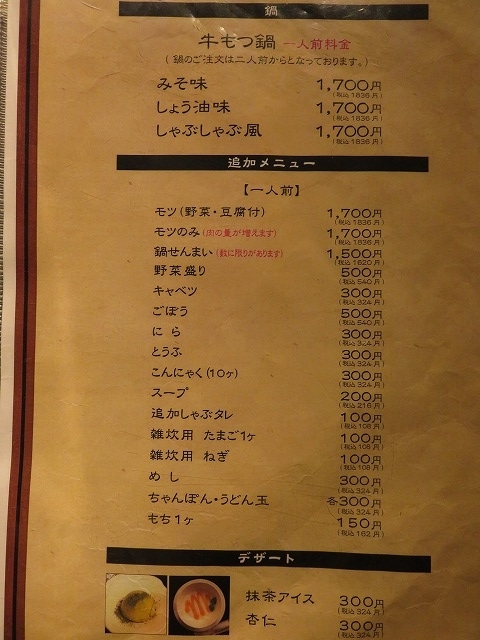 鍋
牛もつ鍋 一人前料金
(鍋のご注文は二人前からとなっております。)
みそ味 1,700円
(税込1836円)
しょう油味 1,700円
(税込1836円)
しゃぶしゃぶ風 1,700円
(税込1836円)
追加メニュー
【一人前】
モツ(野菜・豆腐付) 1,700円
(税込1836円)
モツのみ(肉の量が増えます) 1,700円
(税込1836円)
鍋せんまい(数に限りがあります) 1,500円
(税込1620円)
野菜盛り 500円
(税込540円)
キャベツ 300円
(税込324円)
ごぼう 500円
(税込540円)
にら 300円
(税込324円)
とうふ 300円
(税込324円)
こんにゃく(10ヶ) 300円
(税込324円)
スープ 200円
(税込216円)
追加しゃぶタレ 100円
(税込108円)
雑炊用 たまご1ヶ 100円
(税込108円)
雑炊用 ねぎ 100円
(税込108円)
めし 300円
(税込324円)
ちゃんぽん・うどん玉 各300円
(税込324円)
もち1ヶ 150円
(税込162円)
デザート
抹茶アイス 300円
(税込324円)
杏仁 300円
(税込324円)